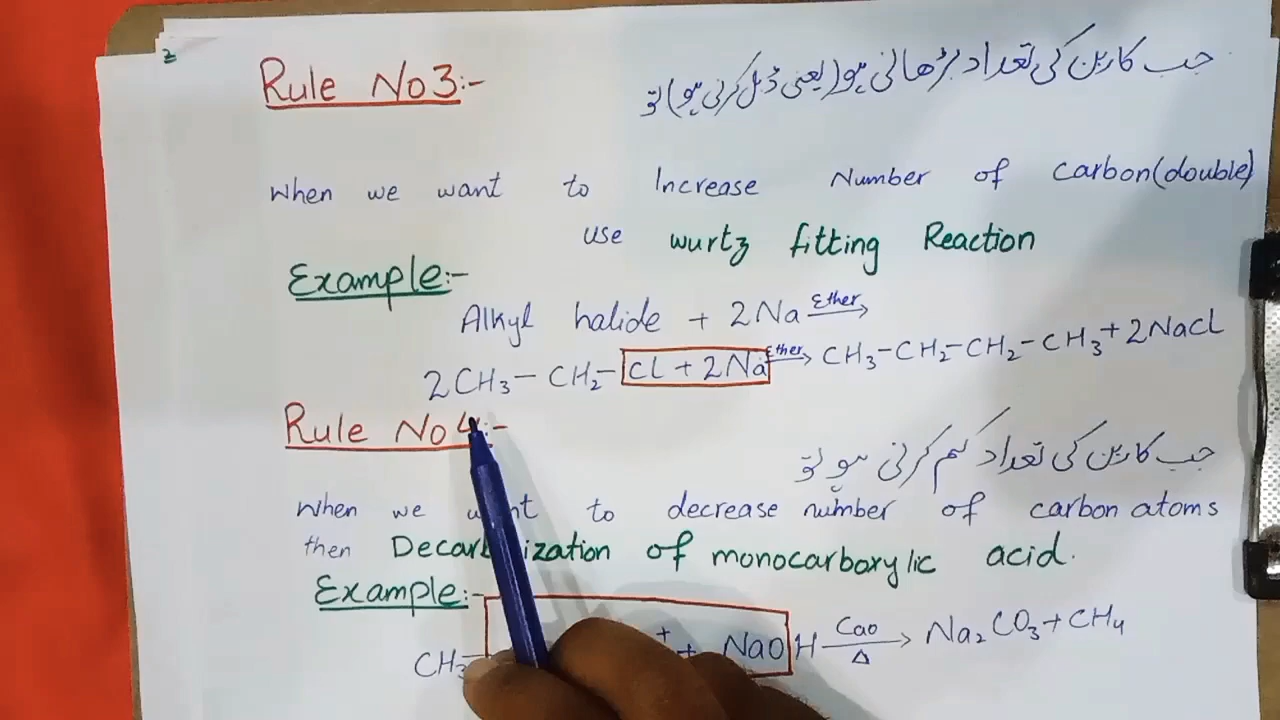 2
Rule No3:-
جب کاربن کی تعداد بڑھانی ہو (یعنی ڈبل کرنی ہو) تو
When we want to Increase Number of carbon(double)
use wurtz fitting Reaction
Example:-
Alkyl halide + 2Na Ether→
2CH₃-CH₂-Cl + 2Na Ether→ CH₃-CH₂-CH₂-CH₃ + 2NaCl
Rule No4:-
جب کاربن کی تعداد کم کرنی ہو تو
When we to decrease number of carbon atoms
then of monocarboxylic acid.
Example:-
CH₃ + + NaOH CaO→ Δ Na₂CO₃ + CH₄